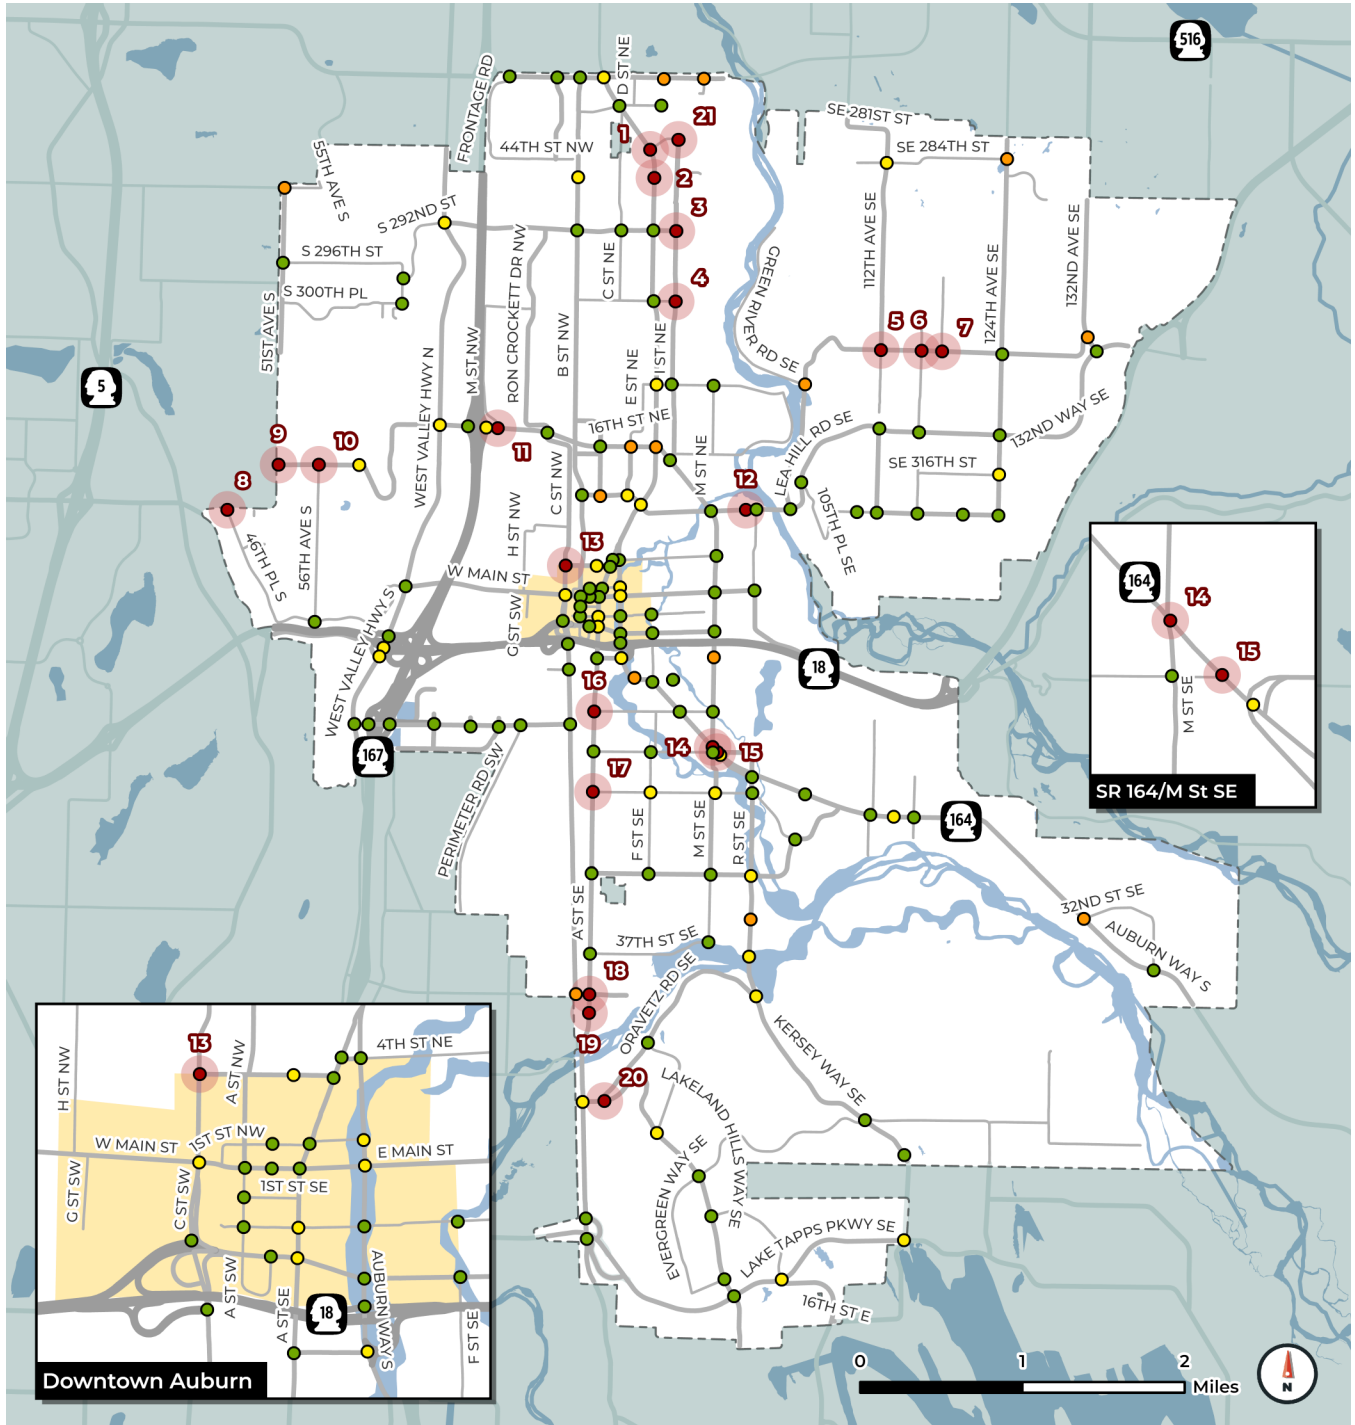 516
D ST NE
FRONTAGE RD
21
1
SE 281ST ST
44TH ST NW
SE 284TH ST
55TH AVE S
2
3
S 292ND ST
S 296TH ST
S 300TH PL
51ST AVE S
RON CROCKETT DR NW
C ST NE
4
GREEN RIVER RD SE
112TH AVE SE
124TH AVE SE
132ND AVE SE
5
6
7
5
WEST VALLEY HWY N
M ST NW
B ST NW
E ST NE
I ST NE
16TH ST NE
LEA HILL RD SE
132ND WAY SE
9
10
11
8
C ST NW
M ST NE
SE 316TH ST
12
105TH PL SE
46TH PL S
56TH AVE S
H ST NW
13
W MAIN ST
WEST VALLEY HWY S
G ST SW
18
16
14
15
167
17
PERIMETER RD SW
F ST SE
M ST SE
R ST SE
164
A ST SE
37TH ST SE
32ND ST SE
AUBURN WAY S
18
19
ORAVETZ RD SE
KERSEY WAY SE
20
LAKELAND HILLS WAY SE
EVERGREEN WAY SE
LAKE TAPPS PKWY SE
16TH ST E
164
14
15
M ST SE
SR 164/M St SE
13
H ST NW
A ST NW
4TH ST NE
W MAIN ST
1ST ST NW
E MAIN ST
G ST SW
C ST SW
1ST ST SE
A ST SW
A ST SE
18
AUBURN WAY S
F ST SE
Downtown Auburn
0
1
2
Miles
N